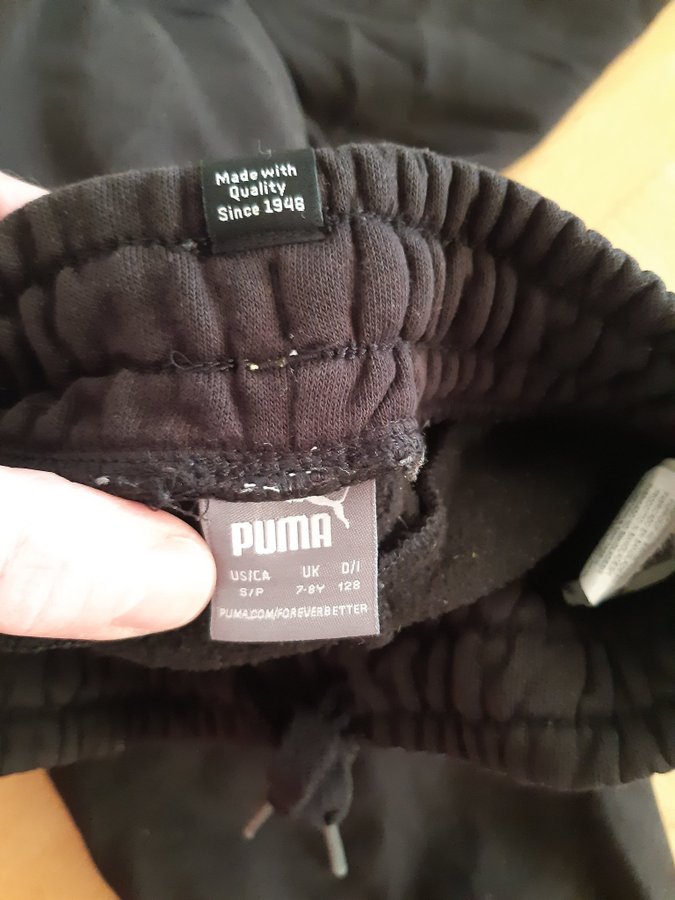 Made with
Quality
Since 1948
PUMA
US/CA UK D/I
S/P 7-8Y 128
PUMA.COM/FOREVERBETTER